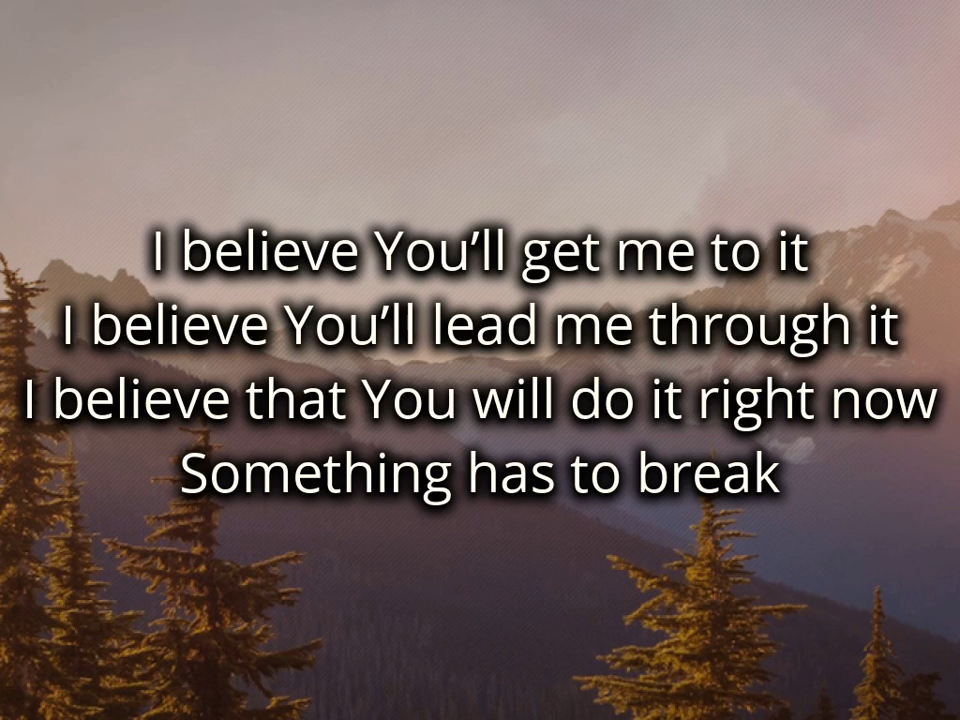 I believe You’ll get me to it
I believe You’ll lead me through it
I believe that You will do it right now
Something has to break